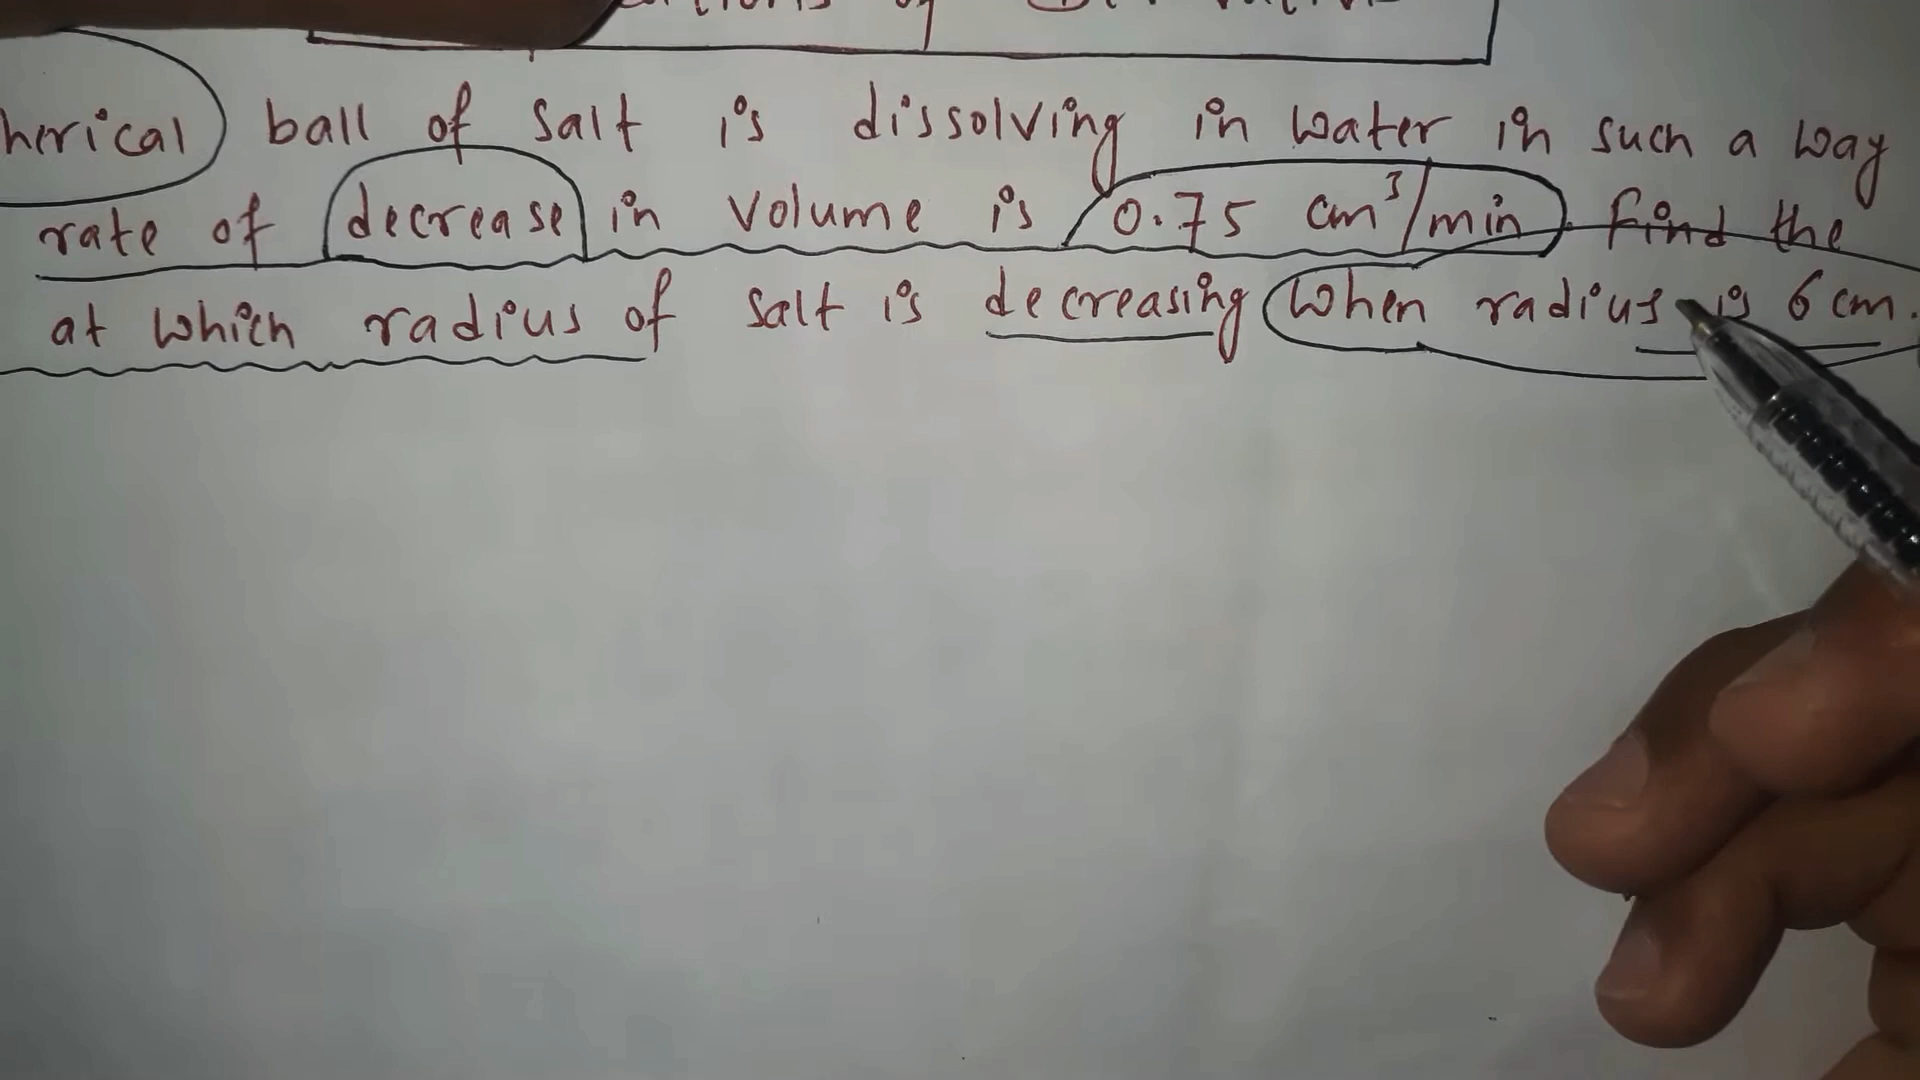 ball of salt is dissolving in water in such a way
rate of decrease in volume is 0.75 cm³/min. Find the
at which radius of salt is decreasing when radius is 6 cm.